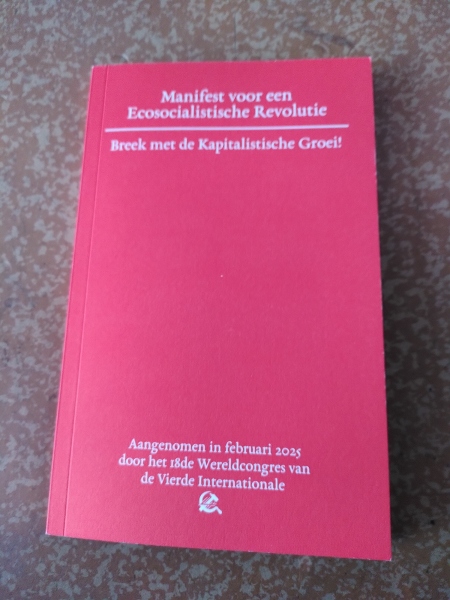 Manifest voor een
Ecosocialistische Revolutie
Breek met de Kapitalistische Groei!
Aangenomen in februari 2025
door het 18de Wereldcongres van
de Vierde Internationale